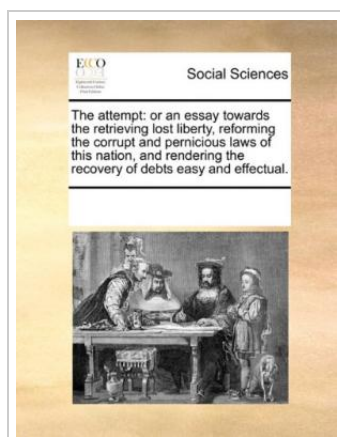 ECCO
Social Sciences
The attempt: or an essay towards
the retrieving lost liberty, reforming
the corrupt and pernicious laws of
this nation, and rendering the
recovery of debts easy and effectual.